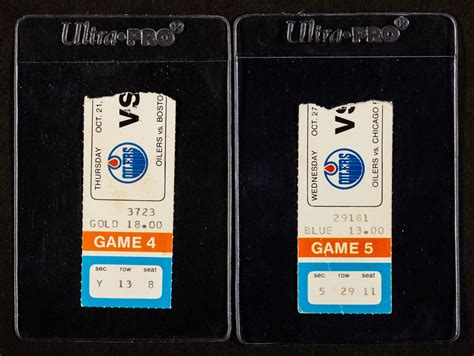 Ultra·PRO®
THURSDAY OCT. 21,
VS
OILERS vs. BOSTO
OILERS
3723
GOLD 18.00
GAME 4
sec. row seat
Y 13 8
Ultra·PRO®
WEDNESDAY OCT. 27
VS
OILERS vs. CHICAGO
OILERS
29181
BLUE 13.00
GAME 5
sec. row seat
5 29 11